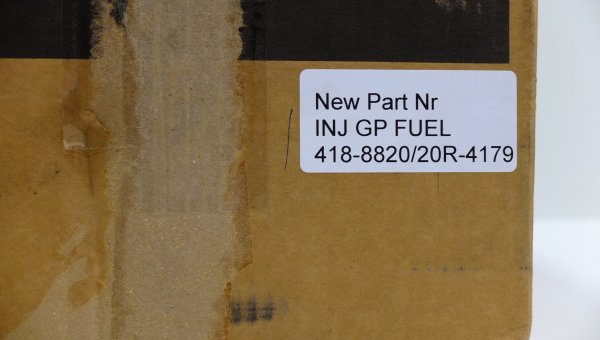 New Part Nr
INJ GP FUEL
418-8820/20R-4179